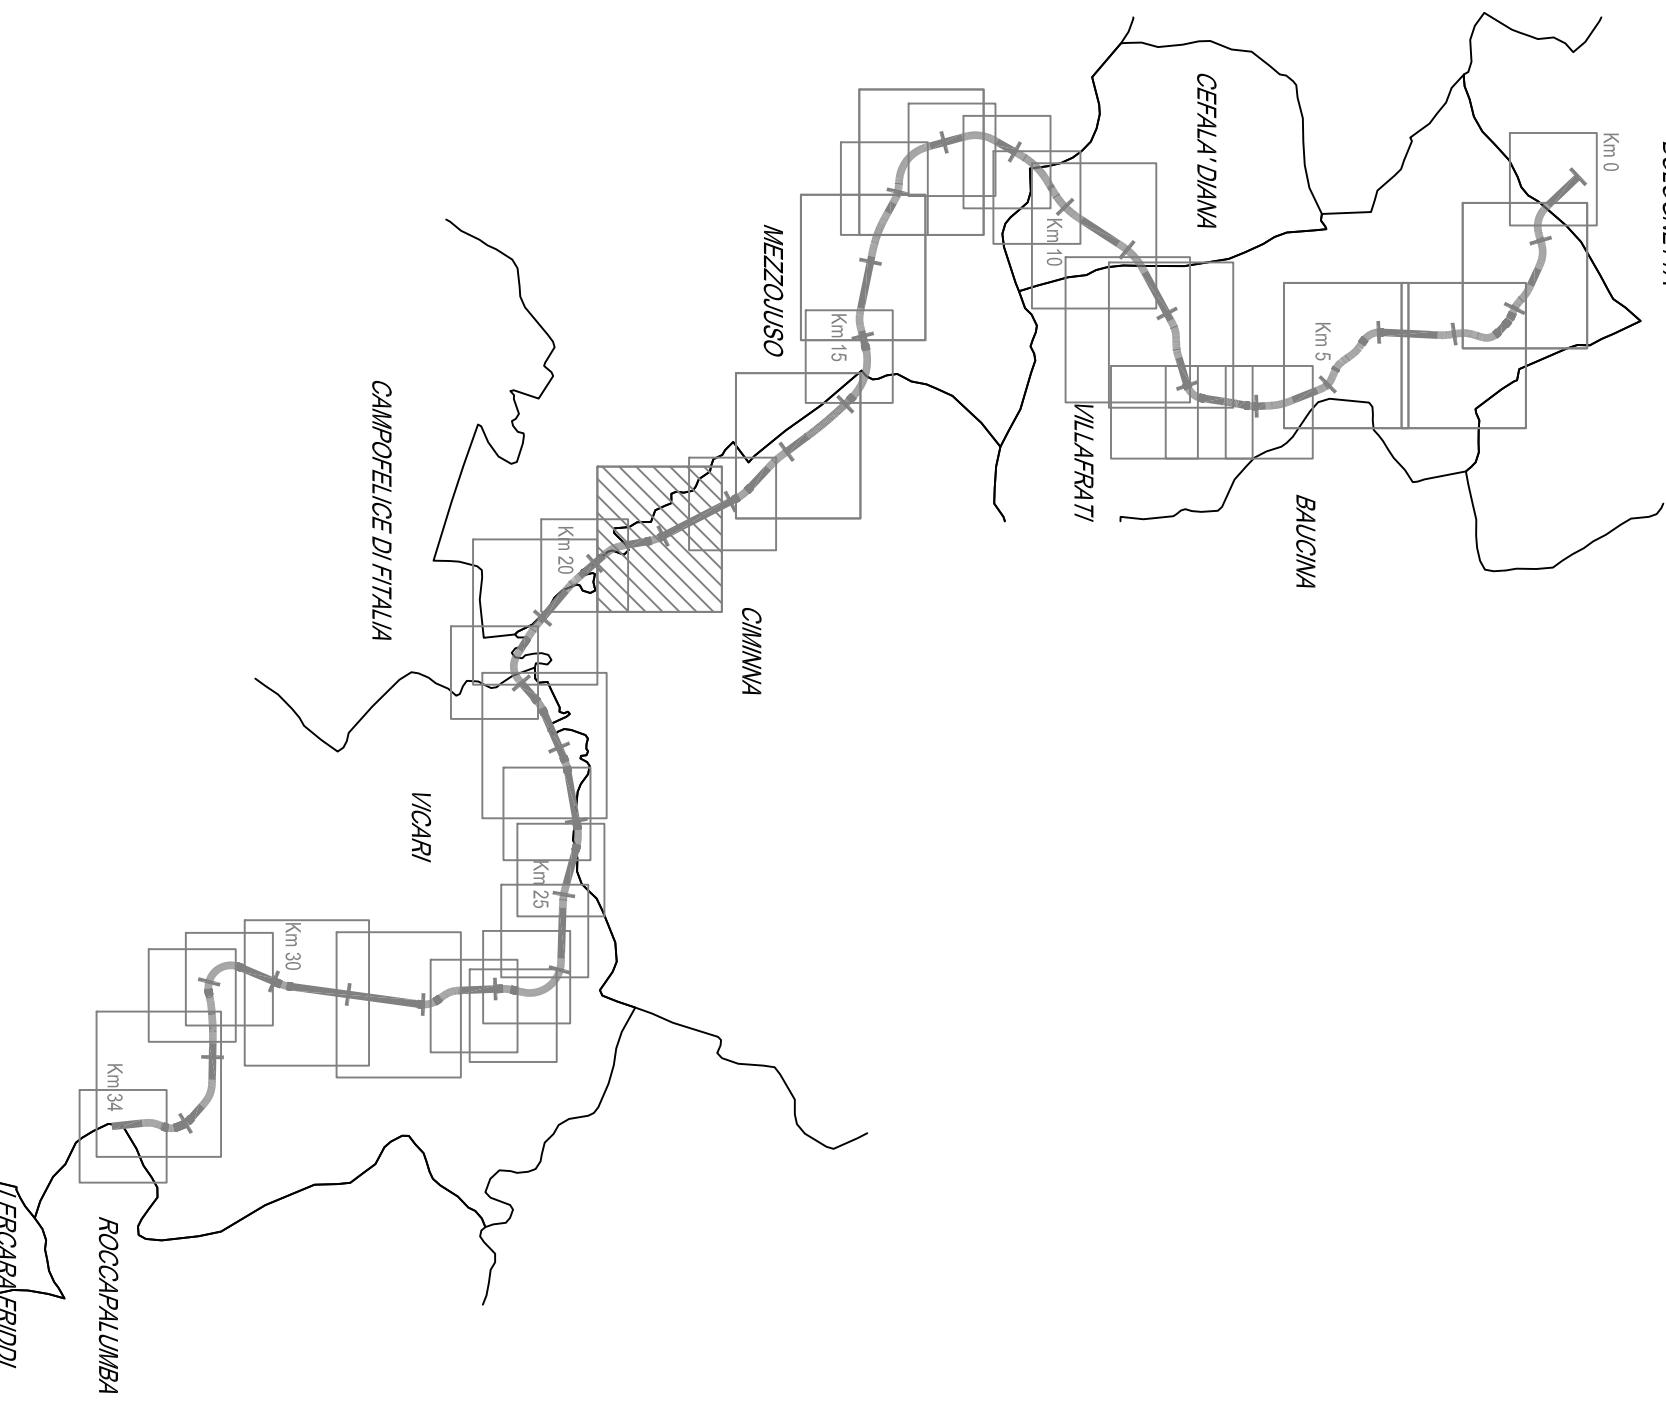 Km 0
CEFALA' DIANA
Km 10
MEZZOJUSO
Km 15
Km 5
VILLAFRATI
BAUCINA
CAMPOFELICE DI FITALIA
Km 20
CIMINNA
VICARI
Km 25
Km 30
Km 34
ROCCAPALUMBA